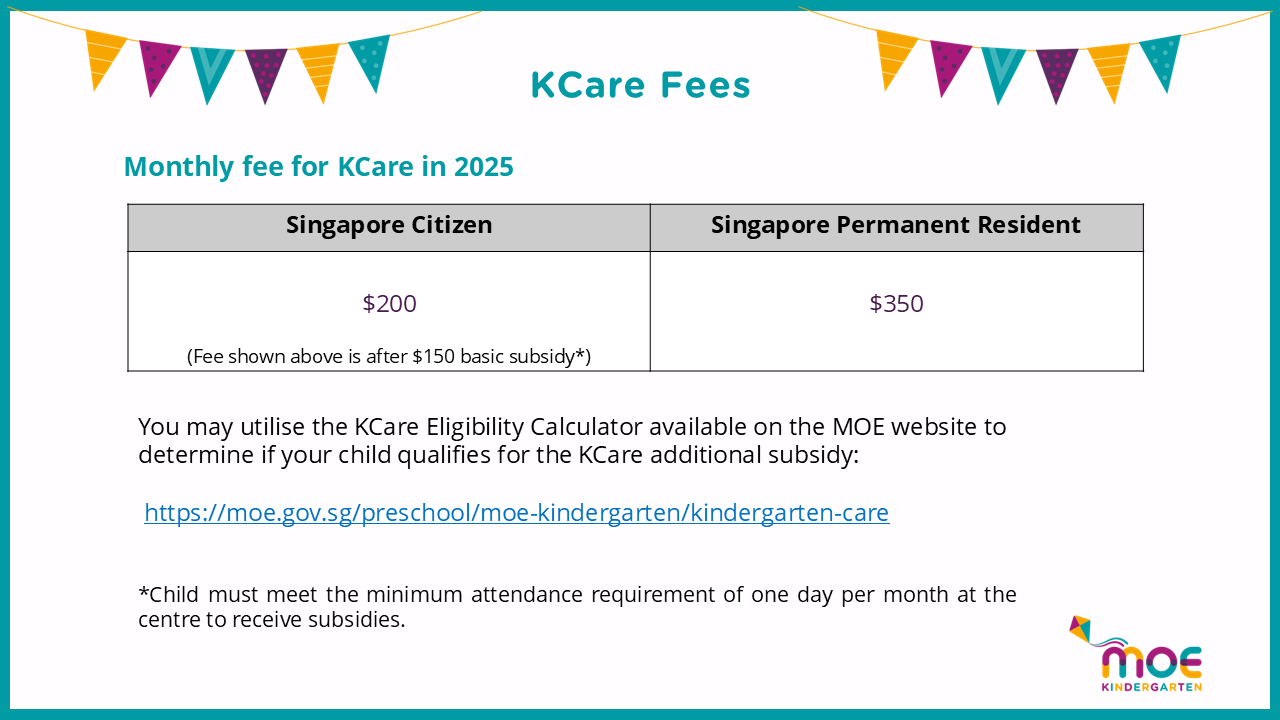 KCare Fees
Monthly fee for KCare in 2025
Singapore Citizen
Singapore Permanent Resident
$200
$350
(Fee shown above is after $150 basic subsidy*)
You may utilise the KCare Eligibility Calculator available on the MOE website to
determine if your child qualifies for the KCare additional subsidy:
https://moe.gov.sg/preschool/moe-kindergarten/kindergarten-care
*Child must meet the minimum attendance requirement of one day per month at the
centre to receive subsidies.
moe
KINDERGARTEN